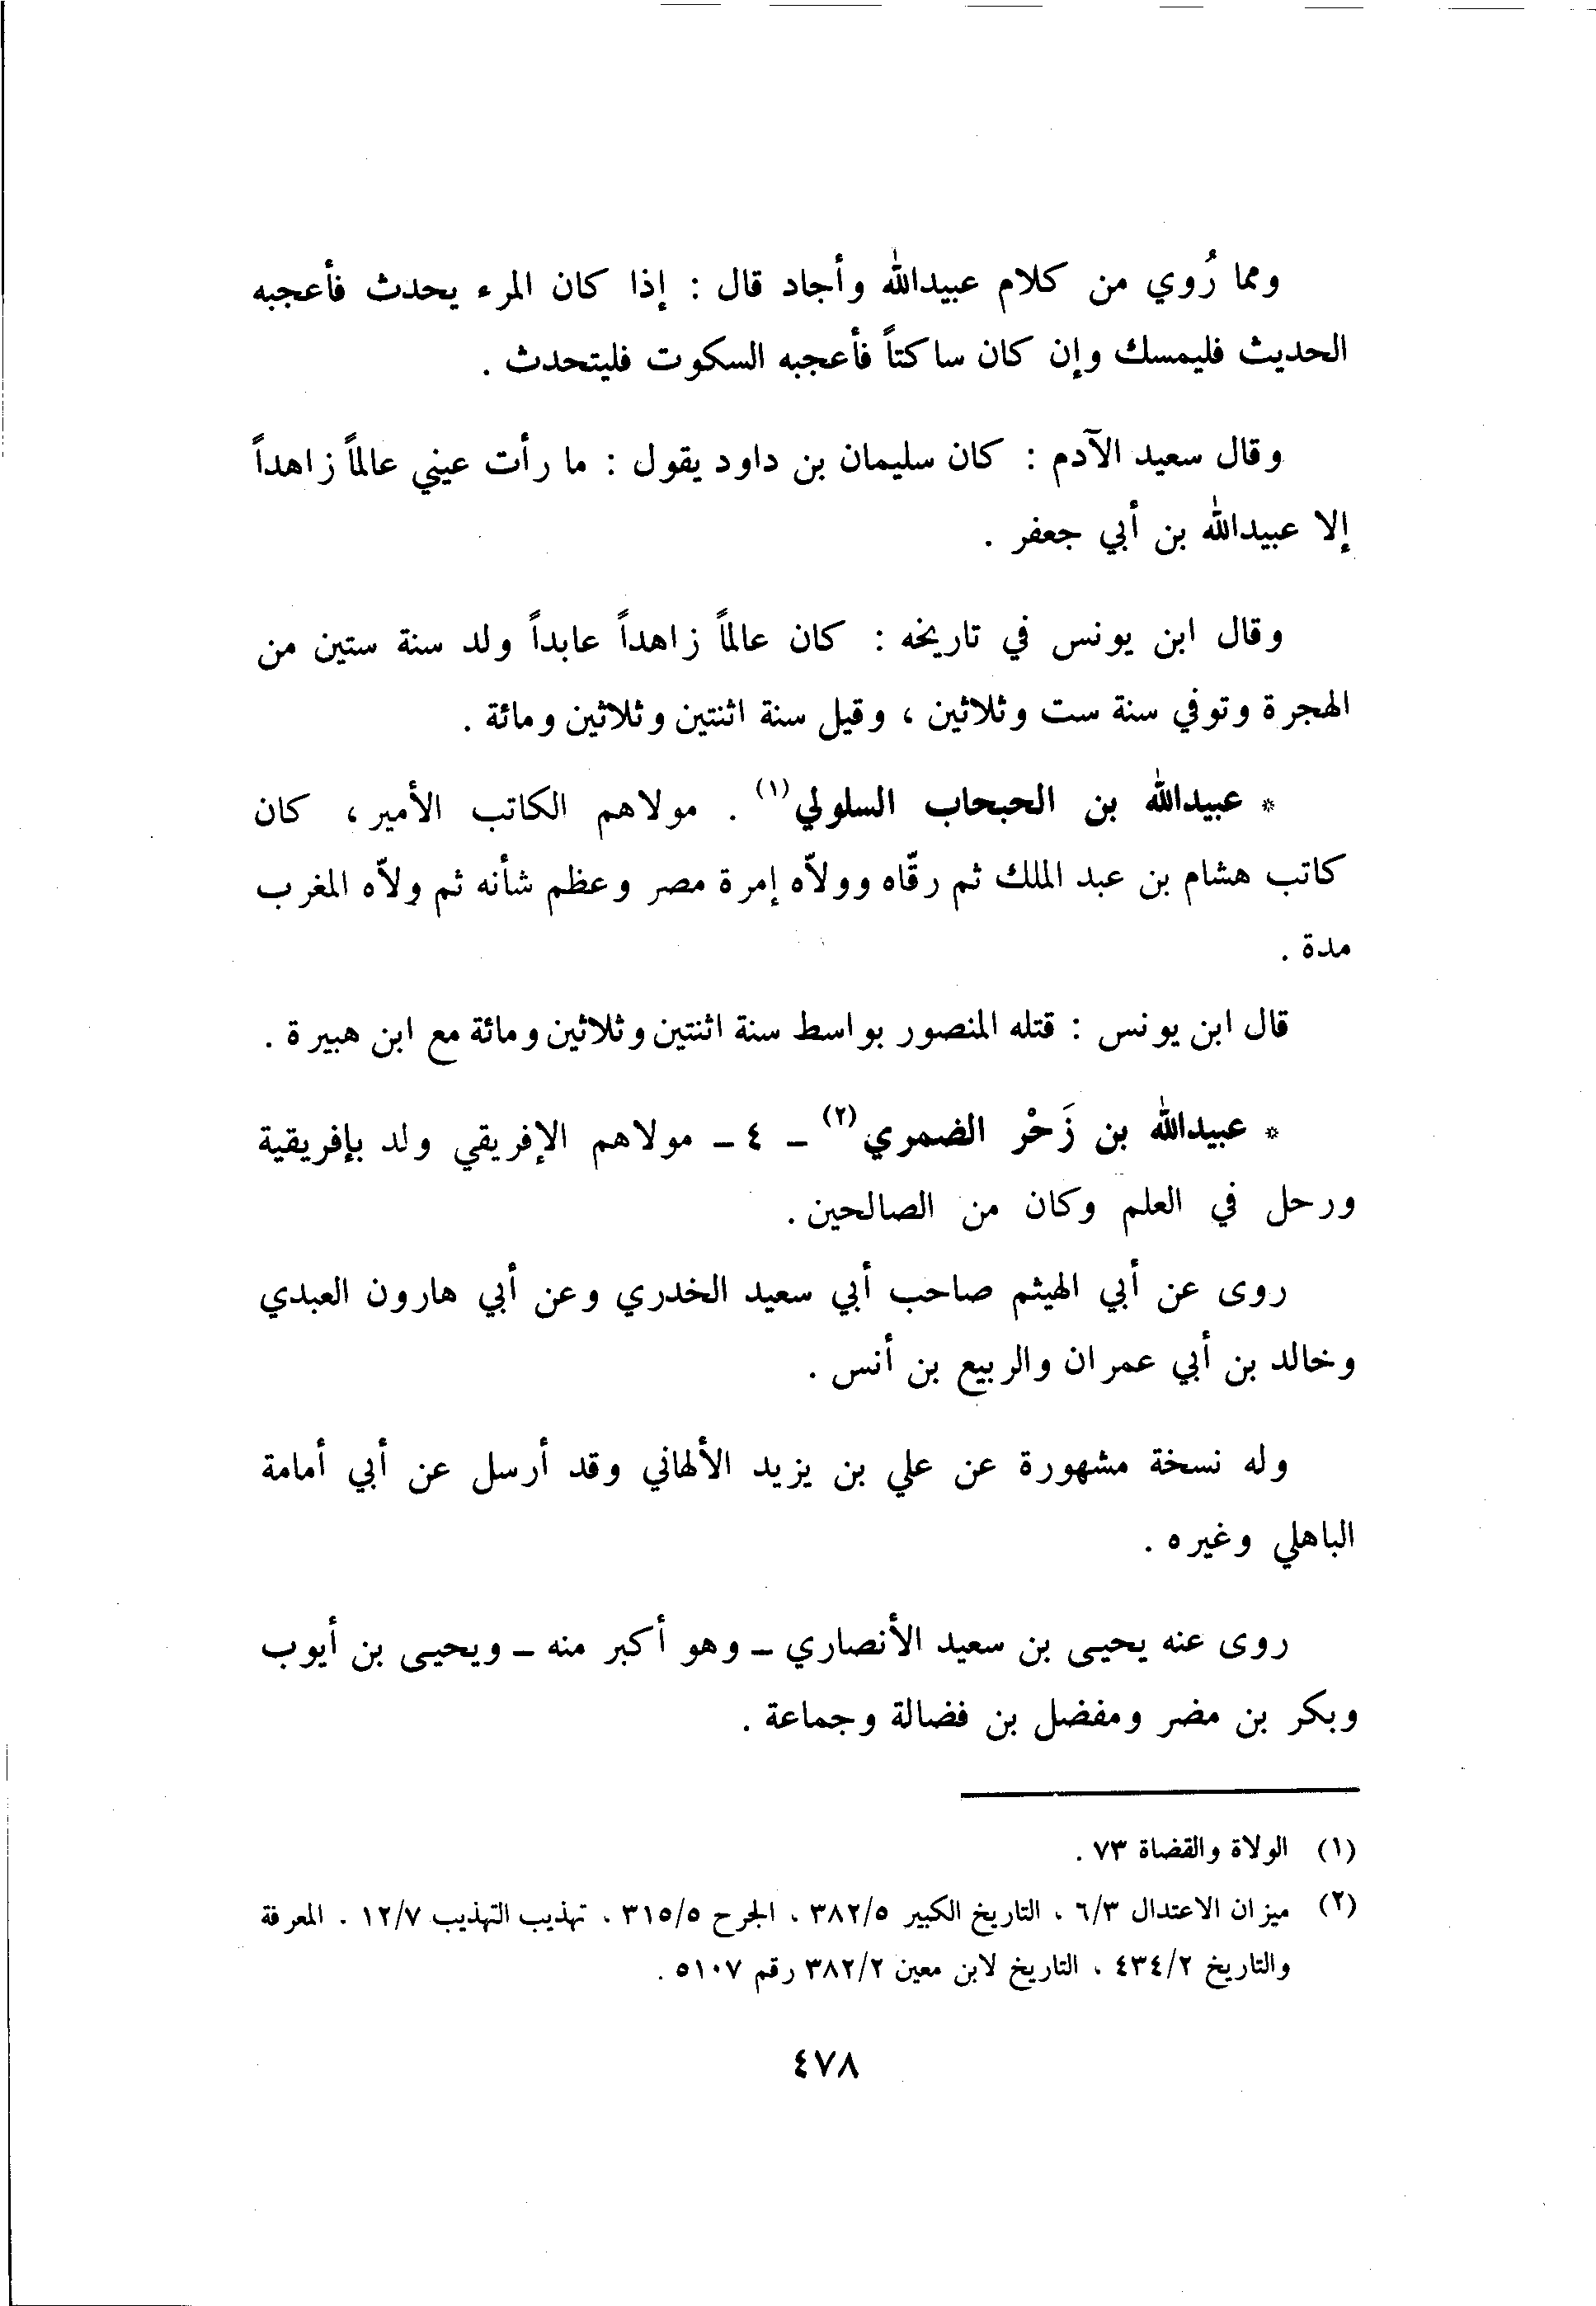 ومما رُوي من كلام عبيدالله وأجاد قال : إذا كان المرء يحدث فأعجبه
الحديث فليمسك وإن كان ساكتاً فأعجبه السكوت فليتحدث .
وقال سعيد الآدم : كان سليمان بن داود يقول : ما رأت عيني عالماً زاهداً
إلا عبيدالله بن أبي جعفر .
وقال ابن يونس في تاريخه : كان عالماً زاهداً عابداً ولد سنة ستين من
الهجرة وتوفي سنة ست وثلاثين ، وقيل سنة اثنتين وثلاثين ومائة .
* عبيدالله بن الحبحاب السلولي (١) . مولاهم الكاتب الأمير ، كان
كاتب هشام بن عبد الملك ثم رقّاه وولاّه إمرة مصر وعظم شأنه ثم ولاّه المغرب
مدة .
قال ابن يونس : قتله المنصور بواسط سنة اثنتين وثلاثين ومائة مع ابن هبيرة .
* عبيدالله بن زَحْر الضمري (٢) - ٤ - مولاهم الإفريقي ولد بإفريقية
ورحل في العلم وكان من الصالحين .
روى عن أبي الهيثم صاحب أبي سعيد الخدري وعن أبي هارون العبدي
وخالد بن أبي عمران والربيع بن أنس .
وله نسخة مشهورة عن علي بن يزيد الألهاني وقد أرسل عن أبي أمامة
الباهلي وغيره .
روى عنه يحيى بن سعيد الأنصاري - وهو أكبر منه - ويحيى بن أيوب
وبكر بن مضر ومفضل بن فضالة وجماعة .
(١) الولاة والقضاة ٧٣ .
(٢) ميزان الاعتدال ٦/٣ ، التاريخ الكبير ٣٨٢/٥ ، الجرح ٣١٥/٥ ، تهذيب التهذيب ١٢/٧ . المعرفة
والتاريخ ٤٣٤/٢ ، التاريخ لابن معين ٣٨٢/٢ رقم ٥١٠٧ .
٤٧٨